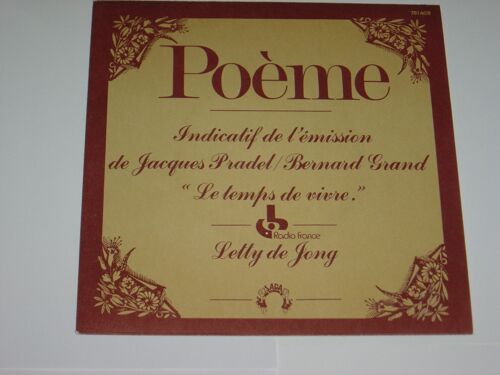 Poème
Indicatif de l'émission
de Jacques Pradel/Bernard Grand
"Le temps de vivre."
Radio France
Letty de Jong